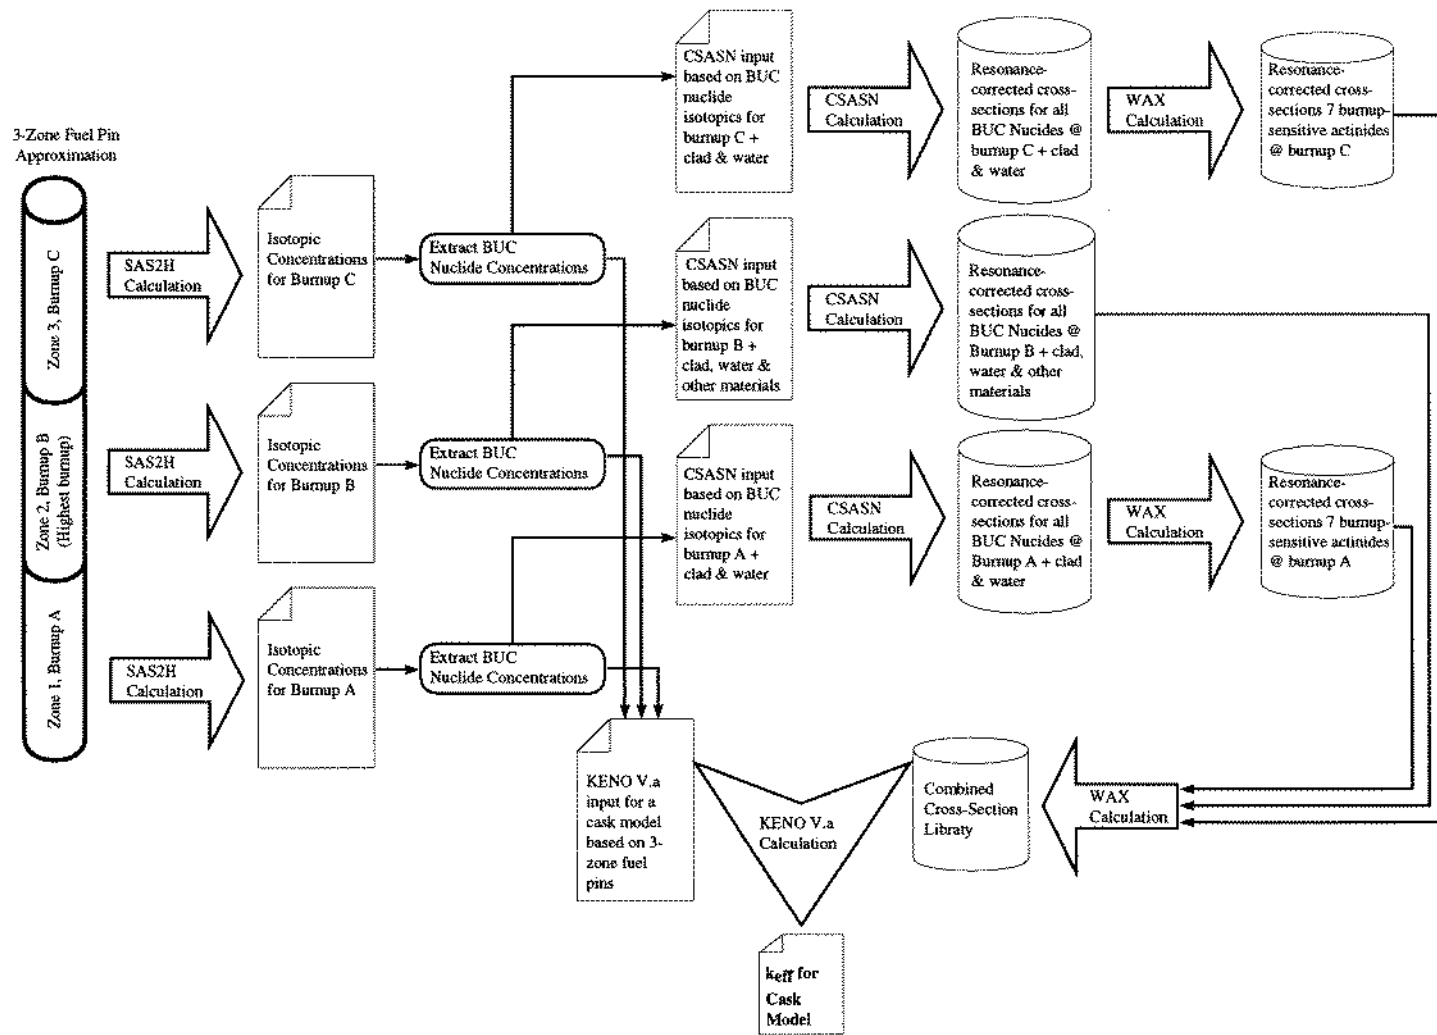 3-Zone Fuel Pin
Approximation
Zone 3, Burnup C
Zone 2, Burnup B
(Highest burnup)
Zone 1, Burnup A
SAS2H
Calculation
Isotopic
Concentrations
for Burnup C
Extract BUC
Nuclide Concentrations
CSASN input
based on BUC
nuclide
isotopics for
burnup C +
clad & water
CSASN
Calculation
Resonance-
corrected cross-
sections for all
BUC Nucides @
burnup C + clad
& water
WAX
Calculation
Resonance-
corrected cross-
sections 7 burnup-
sensitive actinides
@ burnup C
SAS2H
Calculation
Isotopic
Concentrations
for Burnup B
Extract BUC
Nuclide Concentrations
CSASN input
based on BUC
nuclide
isotopics for
burnup B +
clad, water &
other materials
CSASN
Calculation
Resonance-
corrected cross-
sections for all
BUC Nucides @
Burnup B + clad,
water & other
materials
SAS2H
Calculation
Isotopic
Concentrations
for Burnup A
Extract BUC
Nuclide Concentrations
CSASN input
based on BUC
nuclide
isotopics for
burnup A +
clad & water
CSASN
Calculation
Resonance-
corrected cross-
sections for all
BUC Nucides @
Burnup A + clad
& water
WAX
Calculation
Resonance-
corrected cross-
sections 7 burnup-
sensitive actinides
@ burnup A
KENO V.a
input for a
cask model
based on 3-
zone fuel
pins
KENO V.a
Calculation
Combined
Cross-Section
Library
WAX
Calculation
keff for
Cask
Model